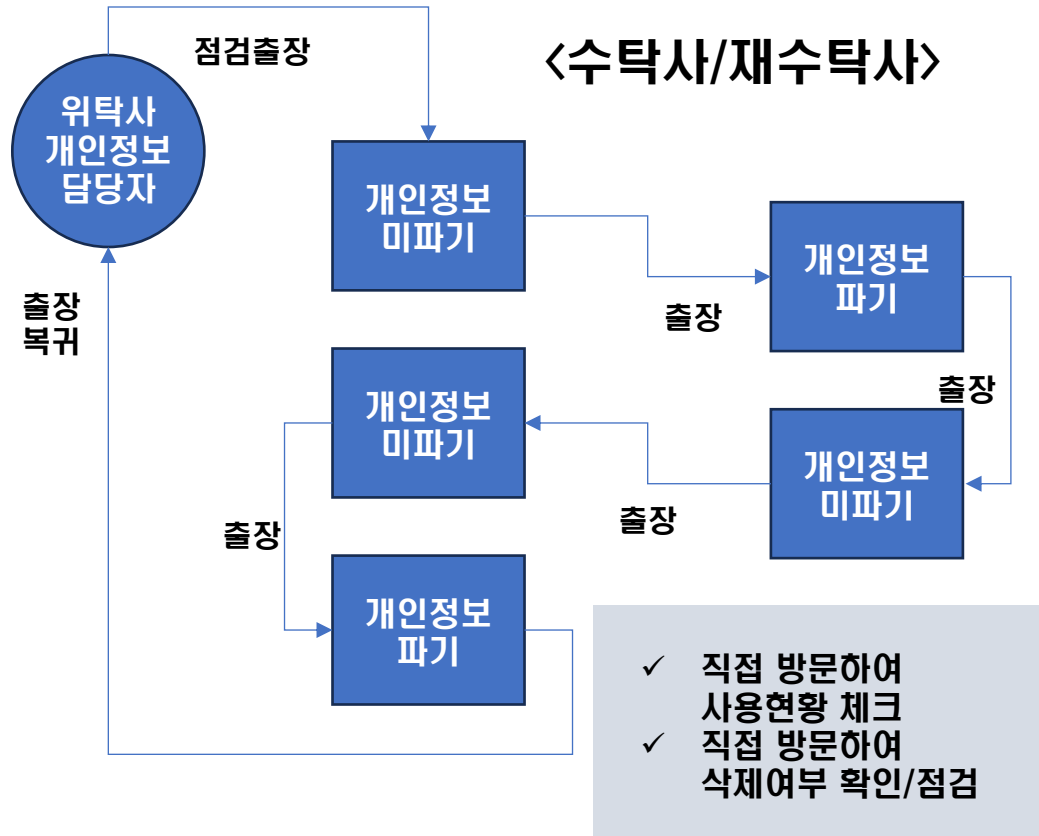 점검출장
<수탁사/재수탁사>
위탁사
개인정보
담당자
개인정보
미파기
개인정보
파기
출장
출장
복귀
개인정보
미파기
출장
개인정보
미파기
출장
출장
개인정보
파기
✓ 직접 방문하여
사용현황 체크
✓ 직접 방문하여
삭제여부 확인/점검